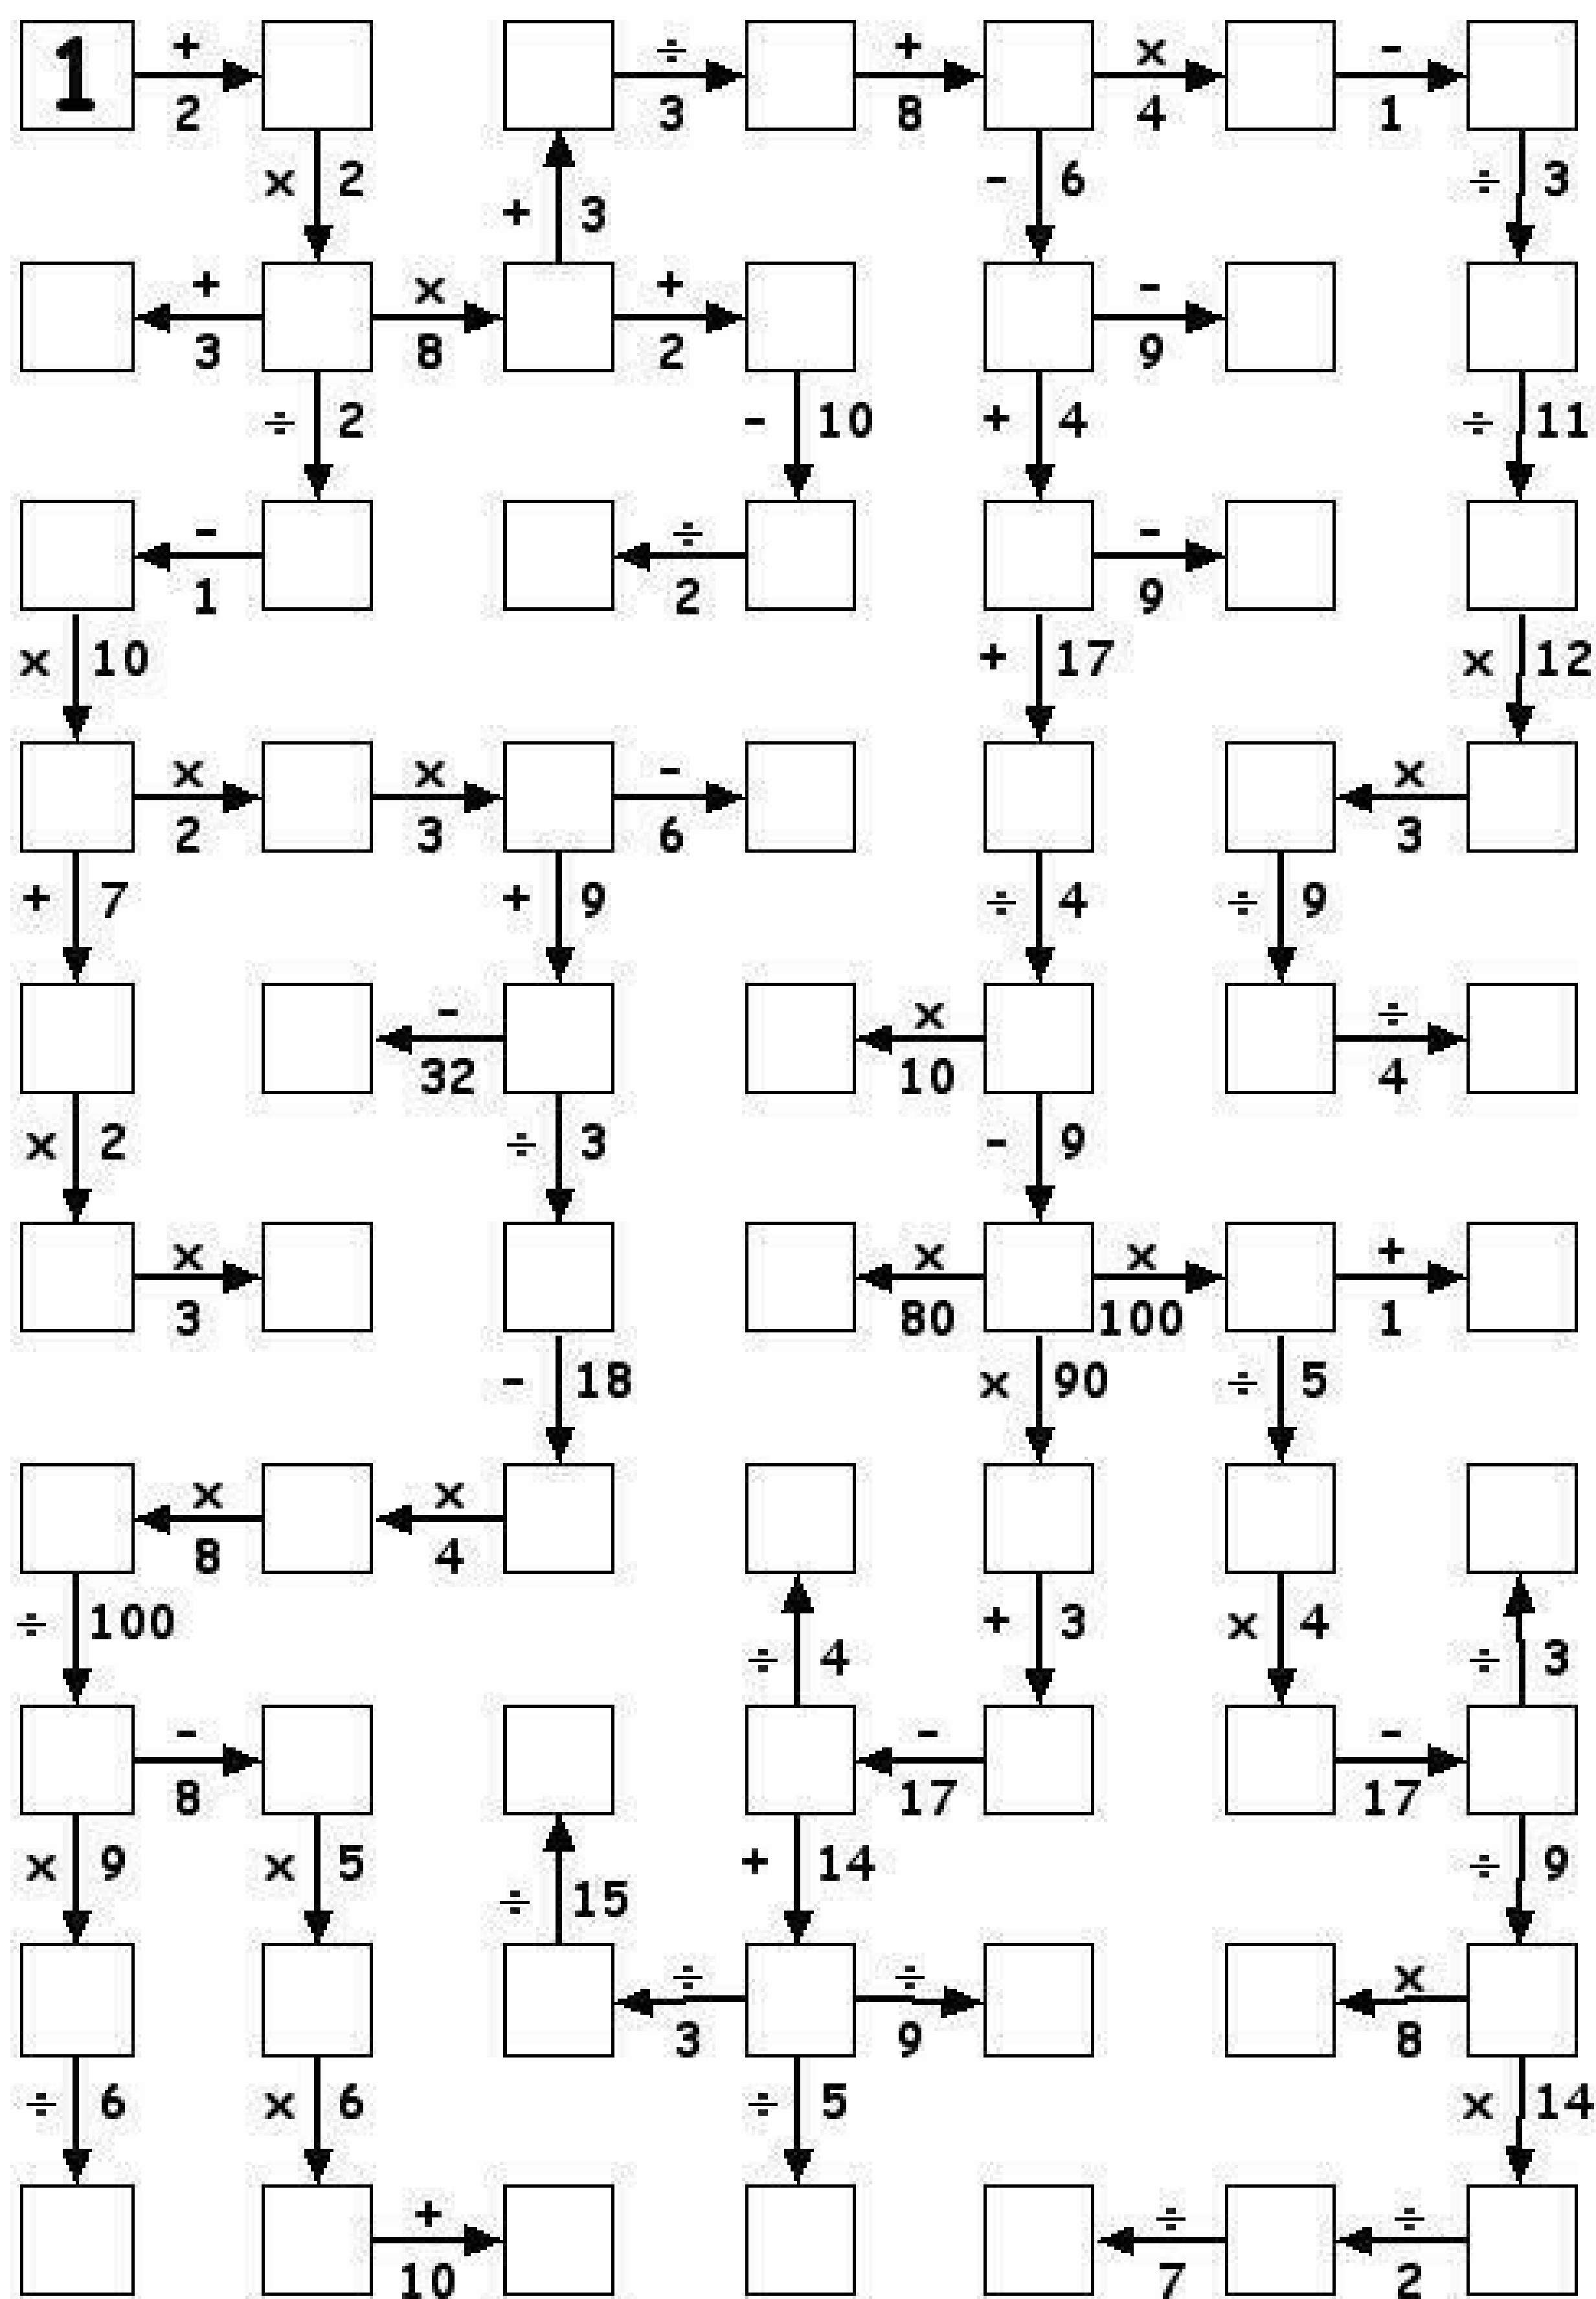 1 + 2 ÷ 3 + 8 x 4 - 1
x 2 + 3 - 6 ÷ 3
+ 3 x 8 + 2 - 9
÷ 2 - 10 + 4 ÷ 11
- 1 ÷ 2 - 9
x 10 + 17 x 12
x 2 x 3 - 6 x 3
+ 7 + 9 ÷ 4 ÷ 9
- 32 x 10 ÷ 4
x 2 ÷ 3 - 9
x 3 x 80 x 100 + 1
- 18 x 90 ÷ 5
x 8 x 4
÷ 100 ÷ 4 + 3 x 4 ÷ 3
- 8 - 17 - 17
x 9 x 5 ÷ 15 + 14 ÷ 9
÷ 3 ÷ 9 x 8
÷ 6 x 6 ÷ 5 x 14
+ 10 ÷ 7 ÷ 2